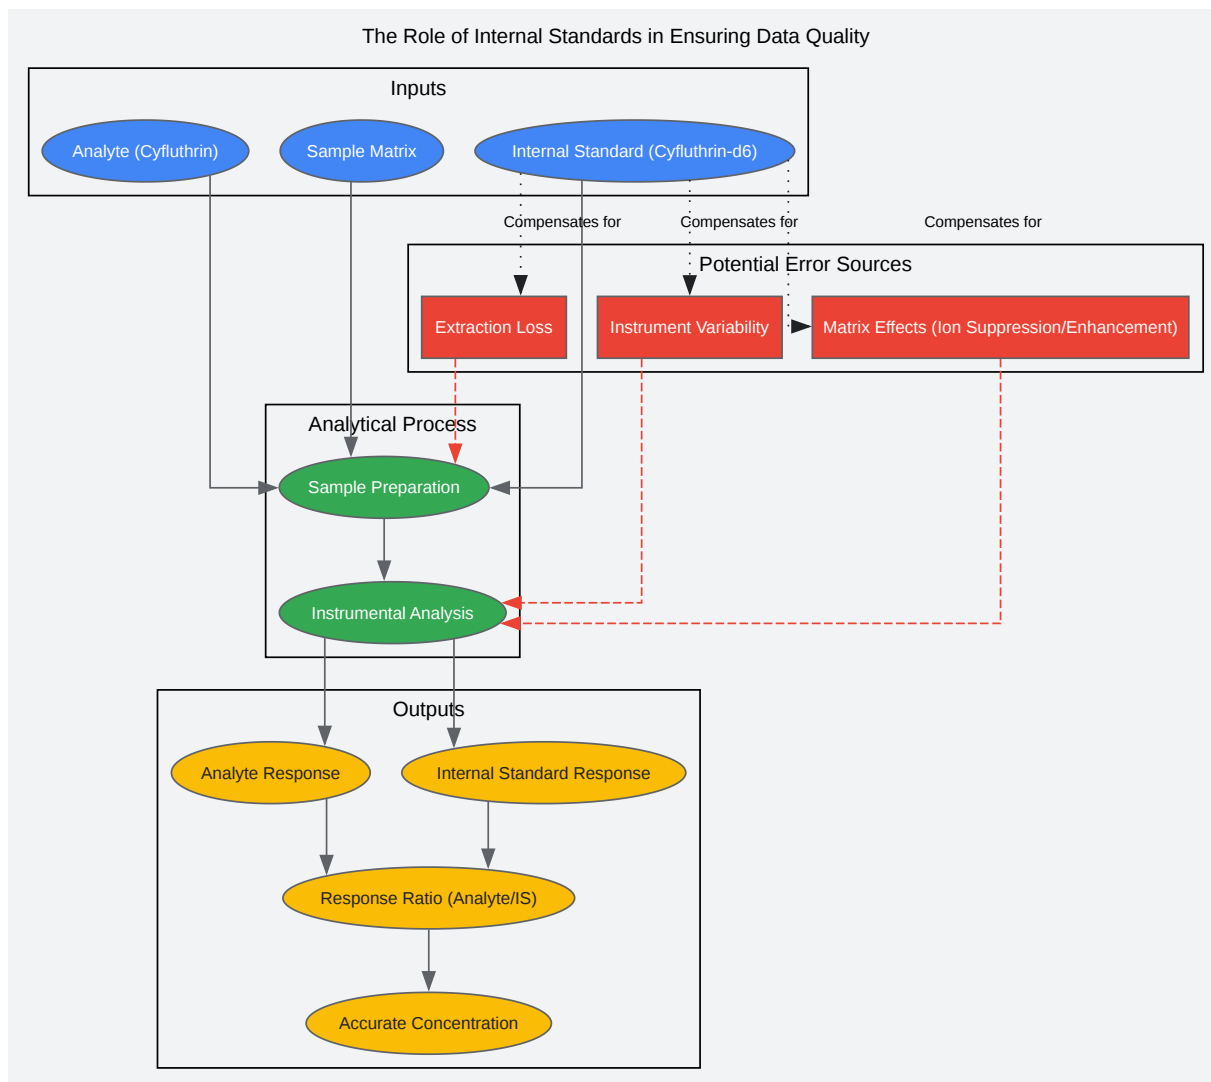 The Role of Internal Standards in Ensuring Data Quality
Inputs
Analyte (Cyfluthrin)
Sample Matrix
Internal Standard (Cyfluthrin-d6)
Compensates for
Compensates for
Compensates for
Potential Error Sources
Extraction Loss
Instrument Variability
Matrix Effects (Ion Suppression/Enhancement)
Analytical Process
Sample Preparation
Instrumental Analysis
Outputs
Analyte Response
Internal Standard Response
Response Ratio (Analyte/IS)
Accurate Concentration